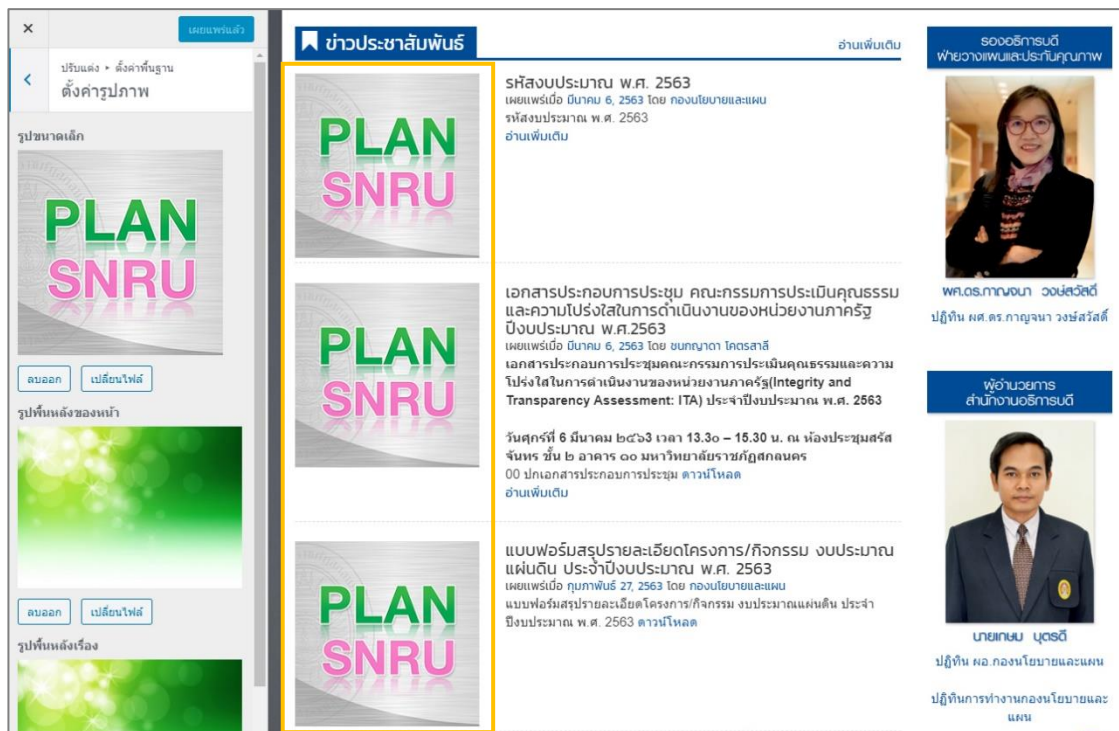 ×
เผยแพร่แล้ว
ปรับแต่ง ▸ ตั้งค่าพื้นฐาน
ตั้งค่ารูปภาพ
รูปขนาดเล็ก
PLAN
SNRU
ลบออก
เปลี่ยนไฟล์
รูปพื้นหลังของหน้า
ลบออก
เปลี่ยนไฟล์
รูปพื้นหลังเรื่อง
ข่าวประชาสัมพันธ์
อ่านเพิ่มเติม
PLAN
SNRU
รหัสงบประมาณ พ.ศ. 2563
เผยแพร่เมื่อ มีนาคม 6, 2563 โดย กองนโยบายและแผน
รหัสงบประมาณ พ.ศ. 2563
อ่านเพิ่มเติม
PLAN
SNRU
เอกสารประกอบการประชุม คณะกรรมการประเมินคุณธรรม
และความโปร่งใสในการดำเนินงานของหน่วยงานภาครัฐ
ปีงบประมาณ พ.ศ.2563
เผยแพร่เมื่อ มีนาคม 6, 2563 โดย ชนกญาดา โคตรสาลี
เอกสารประกอบการประชุมคณะกรรมการประเมินคุณธรรมและความ
โปร่งใสในการดำเนินงานของหน่วยงานภาครัฐ(Integrity and
Transparency Assessment: ITA) ประจำปีงบประมาณ พ.ศ. 2563
วันศุกร์ที่ 6 มีนาคม ๒๕๖3 เวลา 13.3๐ – 15.30 น. ณ ห้องประชุมสรัส
จันทร ชั้น ๒ อาคาร ๑๐ มหาวิทยาลัยราชภัฏสกลนคร
00 ปกเอกสารประกอบการประชุม ดาวน์โหลด
อ่านเพิ่มเติม
PLAN
SNRU
แบบฟอร์มสรุปรายละเอียดโครงการ/กิจกรรม งบประมาณ
แผ่นดิน ประจำปีงบประมาณ พ.ศ. 2563
เผยแพร่เมื่อ กุมภาพันธ์ 27, 2563 โดย กองนโยบายและแผน
แบบฟอร์มสรุปรายละเอียดโครงการ/กิจกรรม งบประมาณแผ่นดิน ประจำ
ปีงบประมาณ พ.ศ. 2563 ดาวน์โหลด
รองอธิการบดี
ฝ่ายวางแผนและประกันคุณภาพ
ผศ.ดร.กาญจนา วงษ์สวัสดิ์
ปฏิทิน ผศ.ดร.กาญจนา วงษ์สวัสดิ์
ผู้อำนวยการ
สำนักงานอธิการบดี
นายเกษม บุตรดี
ปฏิทิน ผอ.กองนโยบายและแผน
ปฏิทินการทำงานกองนโยบายและ
แผน